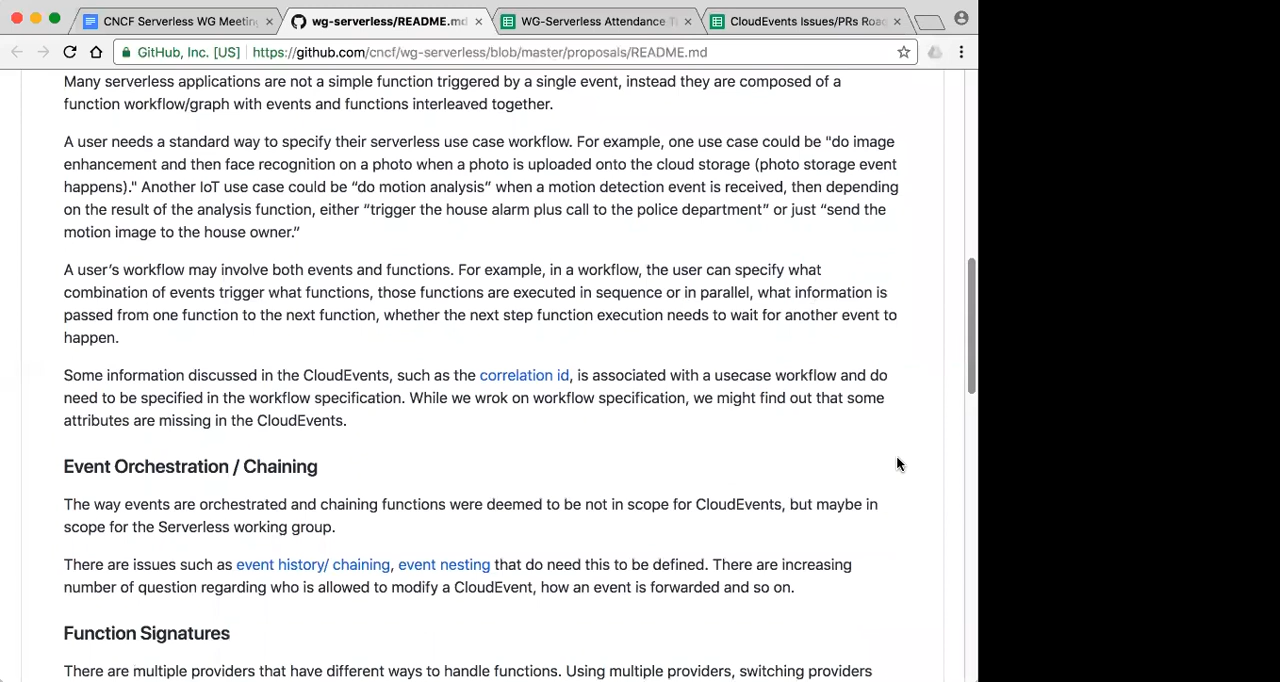 CNCF Serverless WG Meetin
wg-serverless/README.md
WG-Serverless Attendance T
CloudEvents Issues/PRs Roa
GitHub, Inc. [US] https://github.com/cncf/wg-serverless/blob/master/proposals/README.md
Many serverless applications are not a simple function triggered by a single event, instead they are composed of a
function workflow/graph with events and functions interleaved together.
A user needs a standard way to specify their serverless use case workflow. For example, one use case could be "do image
enhancement and then face recognition on a photo when a photo is uploaded onto the cloud storage (photo storage event
happens)." Another IoT use case could be “do motion analysis” when a motion detection event is received, then depending
on the result of the analysis function, either “trigger the house alarm plus call to the police department” or just “send the
motion image to the house owner.”
A user’s workflow may involve both events and functions. For example, in a workflow, the user can specify what
combination of events trigger what functions, those functions are executed in sequence or in parallel, what information is
passed from one function to the next function, whether the next step function execution needs to wait for another event to
happen.
Some information discussed in the CloudEvents, such as the correlation id, is associated with a usecase workflow and do
need to be specified in the workflow specification. While we wrok on workflow specification, we might find out that some
attributes are missing in the CloudEvents.
Event Orchestration / Chaining
The way events are orchestrated and chaining functions were deemed to be not in scope for CloudEvents, but maybe in
scope for the Serverless working group.
There are issues such as event history/ chaining, event nesting that do need this to be defined. There are increasing
number of question regarding who is allowed to modify a CloudEvent, how an event is forwarded and so on.
Function Signatures
There are multiple providers that have different ways to handle functions. Using multiple providers, switching providers